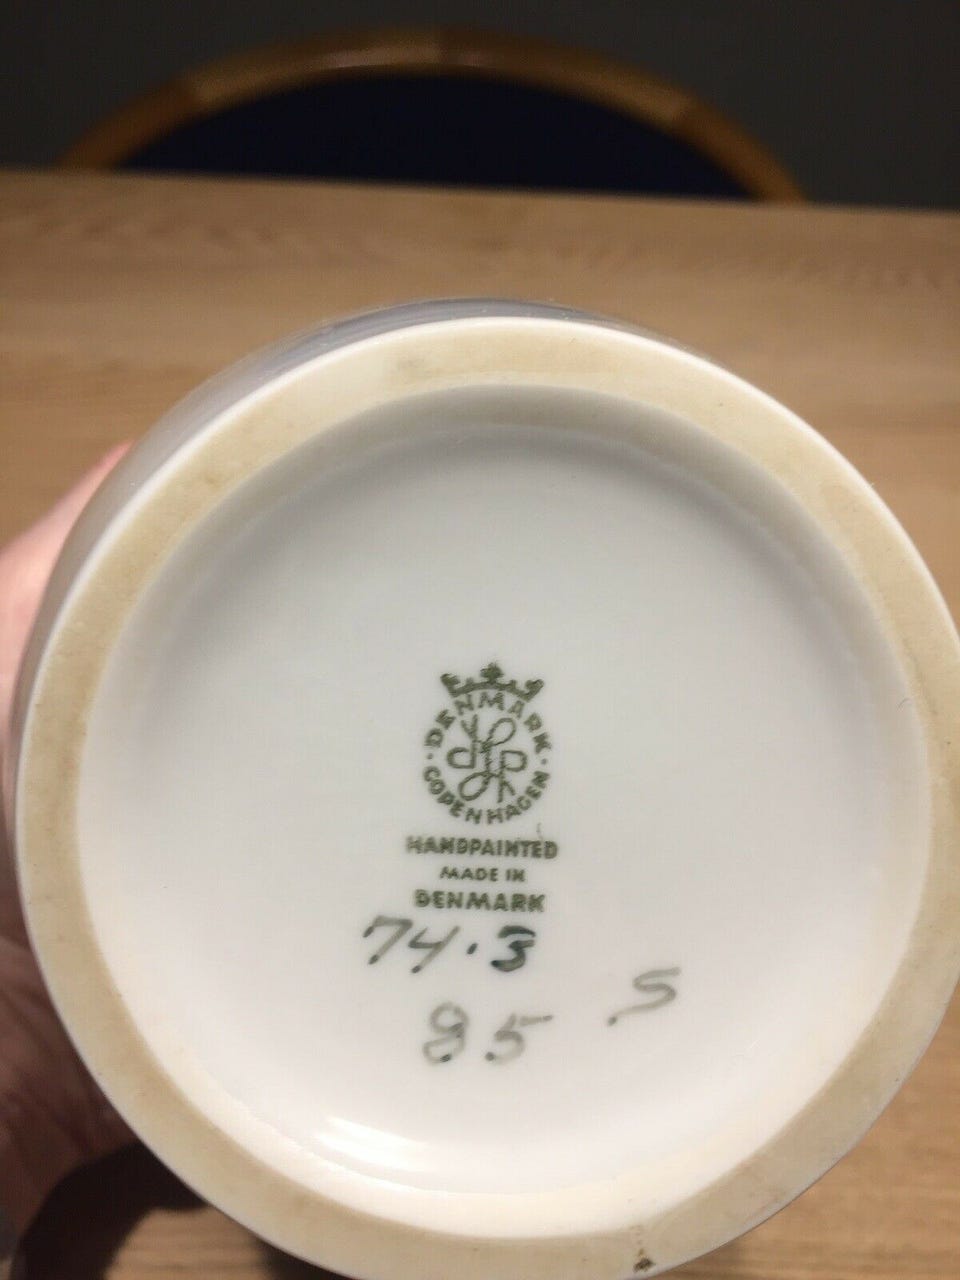 DENMARK
COPENHAGEN
HANDPAINTED
MADE IN
DENMARK
74.3
S
85